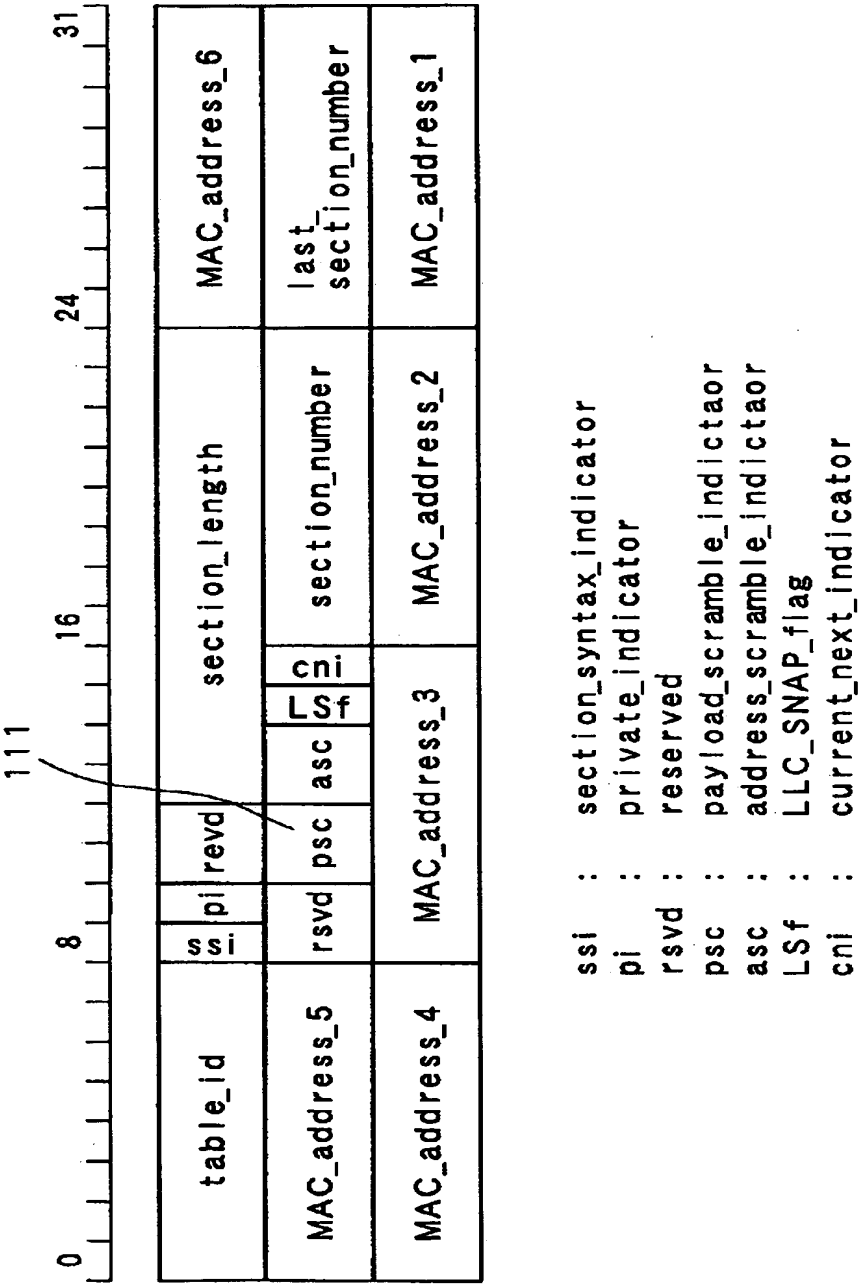 111
0 8 16 24 31
table_id ssi pi revd section_length MAC_address_6
MAC_address_5 rsvd psc asc LSf cni section_number last_
section_number
MAC_address_4 MAC_address_3 MAC_address_2 MAC_address_1
ssi : section_syntax_indicator
pi : private_indicator
rsvd : reserved
psc : payload_scramble_indictaor
asc : address_scramble_indictaor
LSf : LLC_SNAP_flag
cni : current_next_indicator